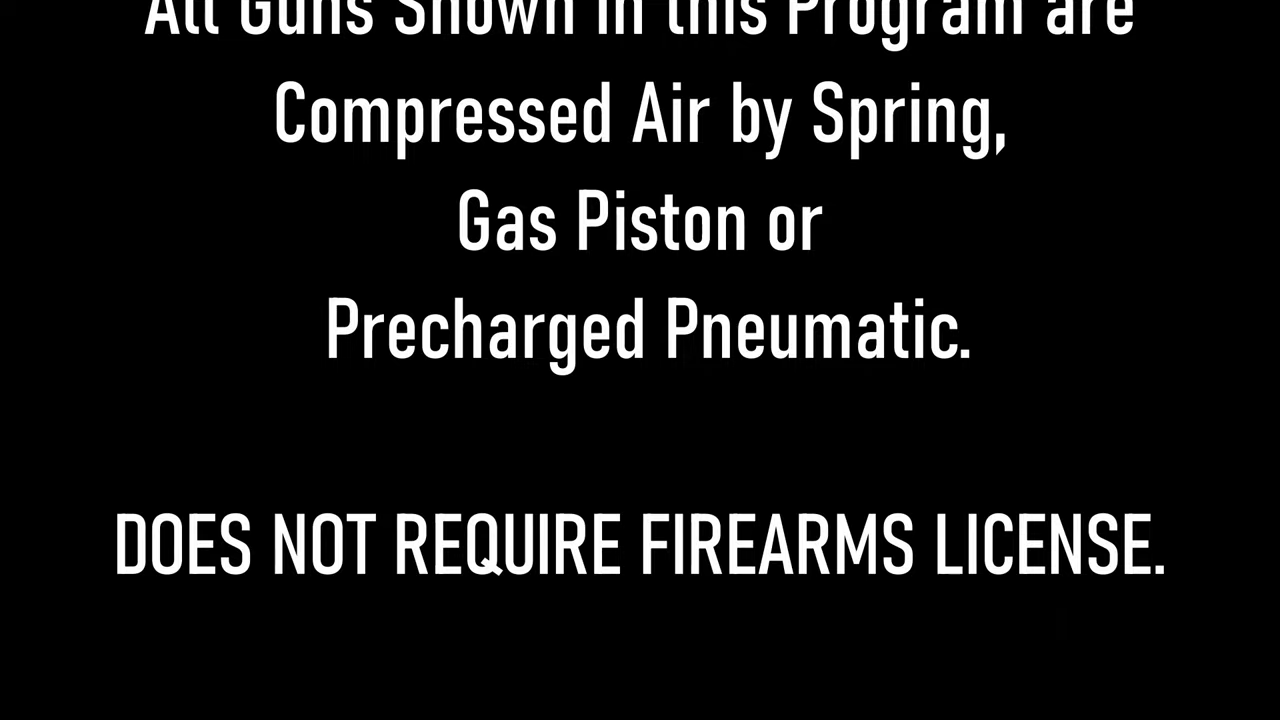 All Guns Shown in this Program are
Compressed Air by Spring,
Gas Piston or
Precharged Pneumatic.
DOES NOT REQUIRE FIREARMS LICENSE.